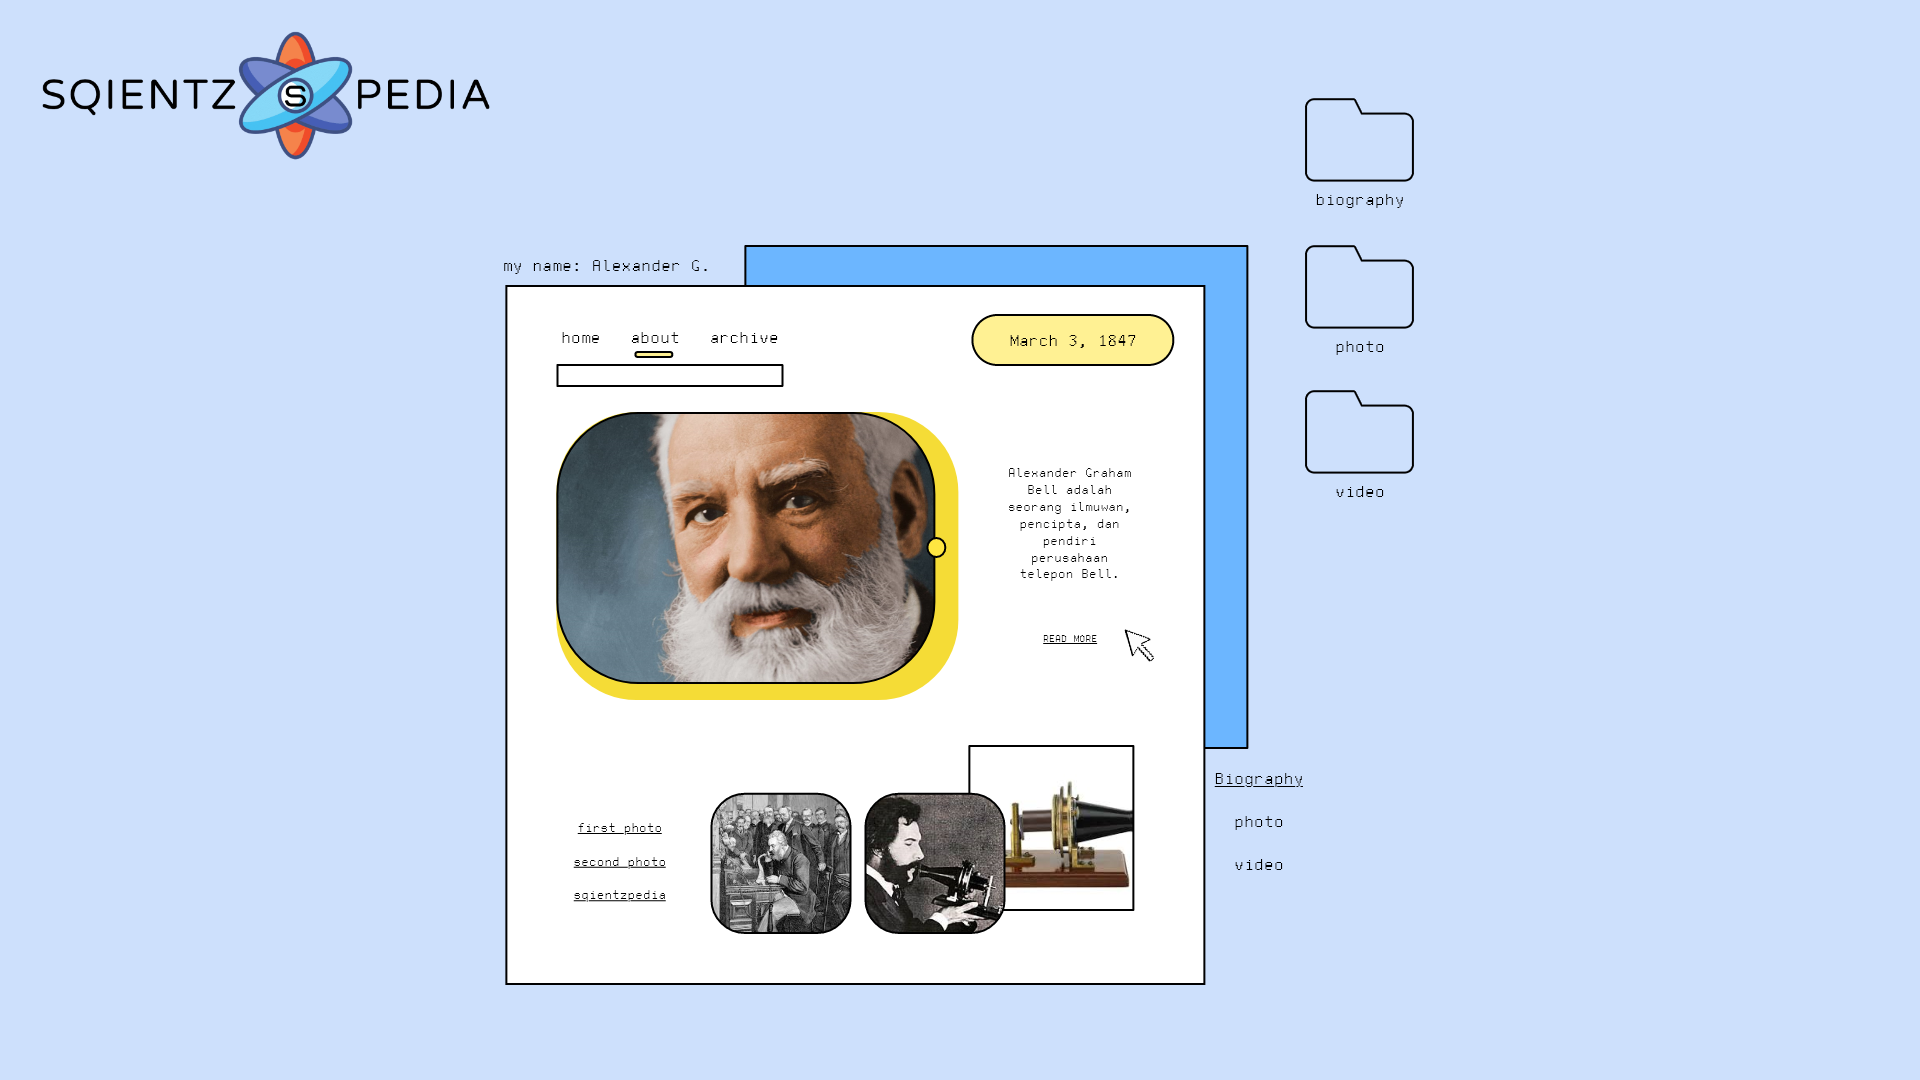 SQIENTZ S PEDIA
biography
photo
video
my name: Alexander G.
home about archive
March 3, 1847
Alexander Graham
Bell adalah
seorang ilmuwan,
pencipta, dan
pendiri
perusahaan
telepon Bell.
READ MORE
first photo
second photo
sqientzpedia
Biography
photo
video